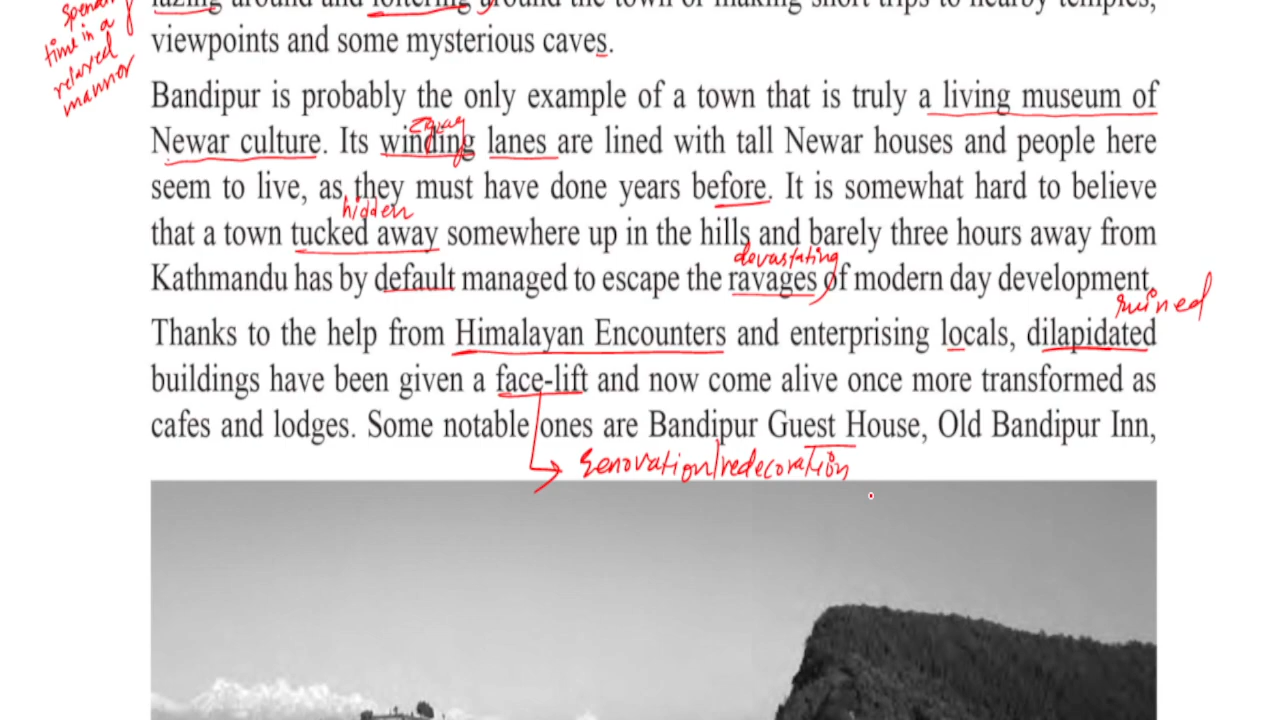 spending
time in a
relaxed
manner
lazing around and loitering around the town or making short trips to nearby temples,
viewpoints and some mysterious caves.
Bandipur is probably the only example of a town that is truly a living museum of
zigzag
Newar culture. Its winding lanes are lined with tall Newar houses and people here
seem to live, as they must have done years before. It is somewhat hard to believe
hidden
that a town tucked away somewhere up in the hills and barely three hours away from
devastating
Kathmandu has by default managed to escape the ravages of modern day development.
ruined
Thanks to the help from Himalayan Encounters and enterprising locals, dilapidated
buildings have been given a face-lift and now come alive once more transformed as
cafes and lodges. Some notable ones are Bandipur Guest House, Old Bandipur Inn,
renovation/redecoration